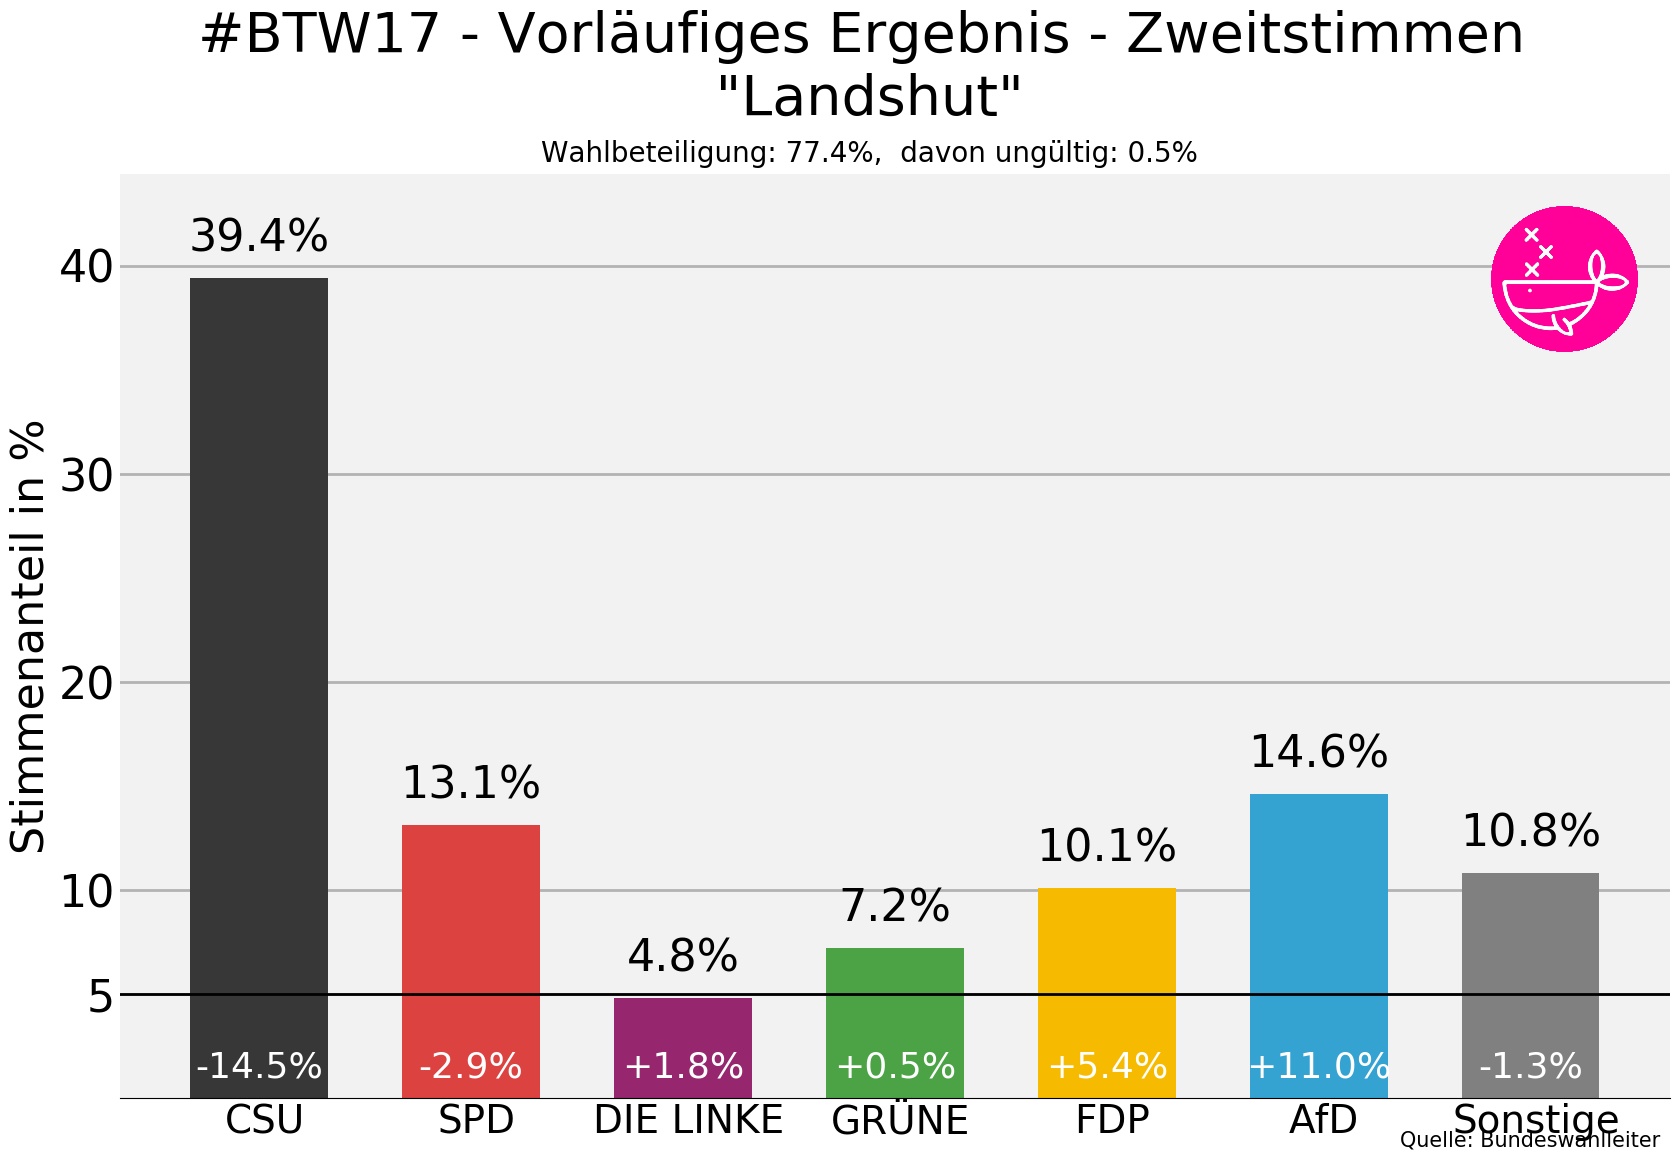 #BTW17 - Vorläufiges Ergebnis - Zweitstimmen
"Landshut"
Wahlbeteiligung: 77.4%,  davon ungültig: 0.5%
Stimmenanteil in %
40
30
20
10
5
39.4%
13.1%
4.8%
7.2%
10.1%
14.6%
10.8%
-14.5%
-2.9%
+1.8%
+0.5%
+5.4%
+11.0%
-1.3%
CSU
SPD
DIE LINKE
GRÜNE
FDP
AfD
Sonstige
Quelle: Bundeswahlleiter